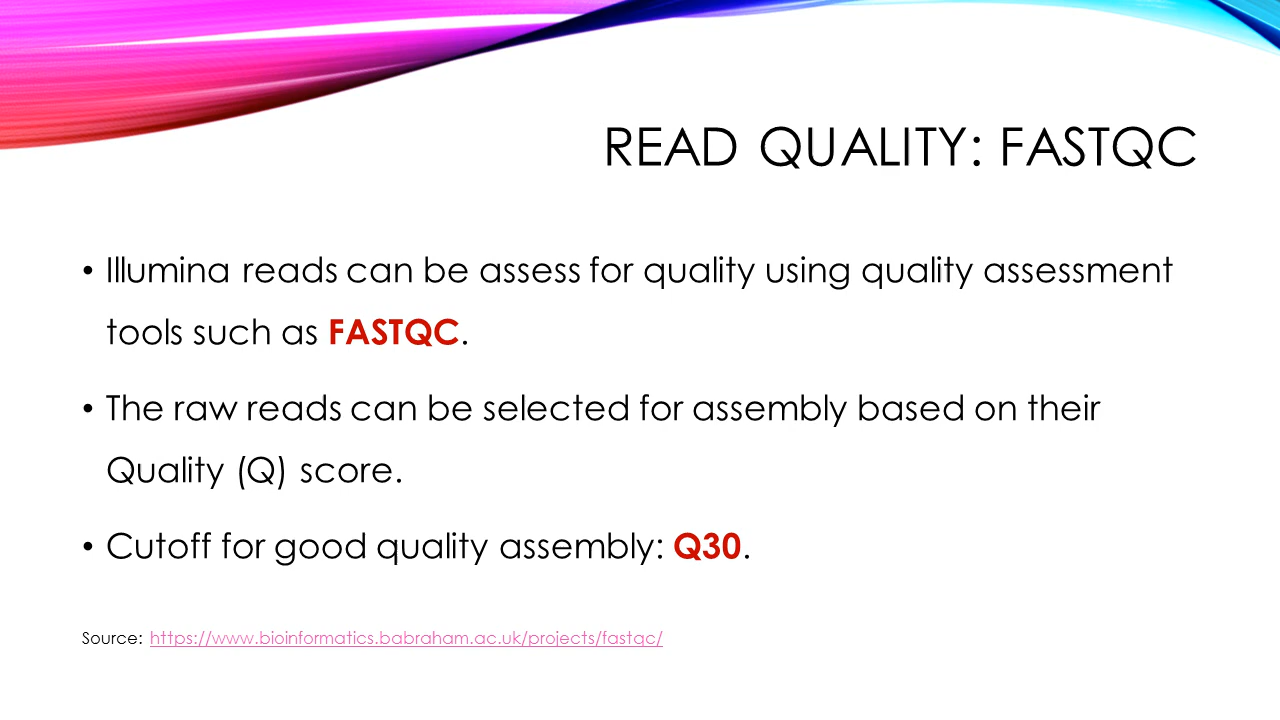 READ QUALITY: FASTQC
• Illumina reads can be assess for quality using quality assessment
tools such as FASTQC.
• The raw reads can be selected for assembly based on their
Quality (Q) score.
• Cutoff for good quality assembly: Q30.
Source: https://www.bioinformatics.babraham.ac.uk/projects/fastqc/